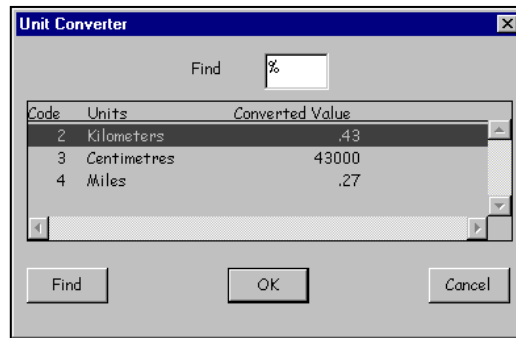 Unit Converter
Find %
Code Units Converted Value
2 Kilometers .43
3 Centimetres 43000
4 Miles .27
Find OK Cancel